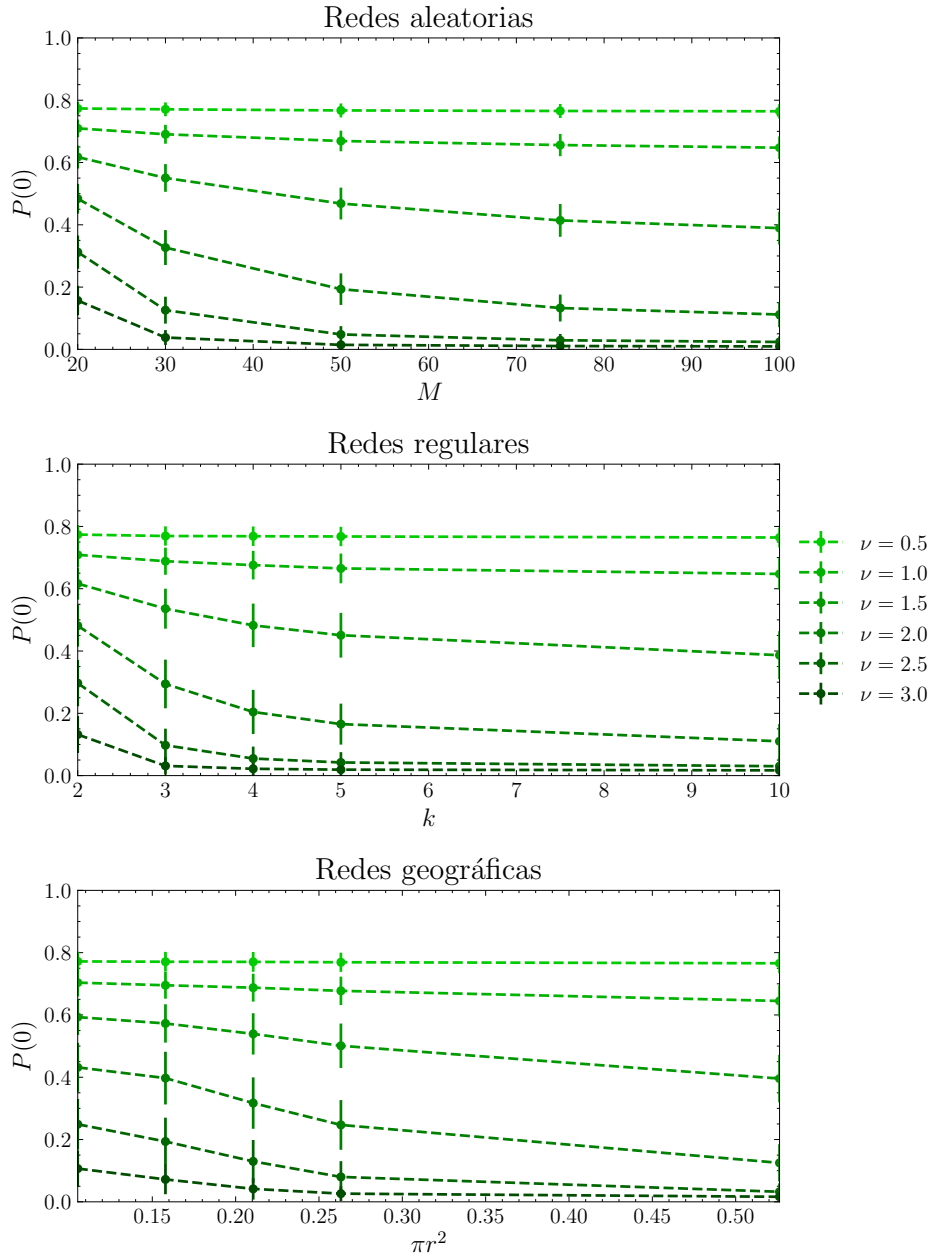 Redes aleatorias
P(0)
1.0
0.8
0.6
0.4
0.2
0.0
20 30 40 50 60 70 80 90 100
M
Redes regulares
P(0)
1.0
0.8
0.6
0.4
0.2
0.0
2 3 4 5 6 7 8 9 10
k
ν = 0.5
ν = 1.0
ν = 1.5
ν = 2.0
ν = 2.5
ν = 3.0
Redes geográficas
P(0)
1.0
0.8
0.6
0.4
0.2
0.0
0.15 0.20 0.25 0.30 0.35 0.40 0.45 0.50
πr²